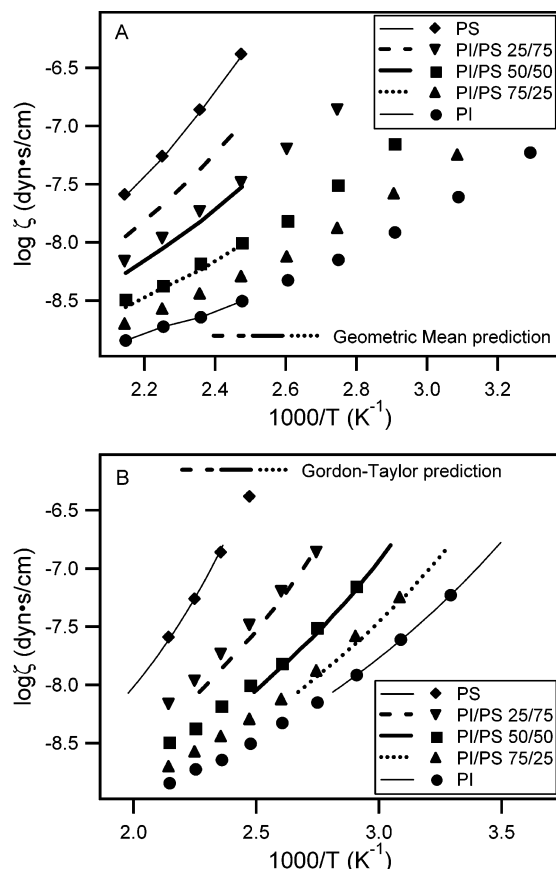 A
PS
PI/PS 25/75
PI/PS 50/50
PI/PS 75/25
PI
-6.5
-7.0
-7.5
-8.0
-8.5
log ζ (dyn•s/cm)
Geometric Mean prediction
2.2 2.4 2.6 2.8 3.0 3.2
1000/T (K⁻¹)
B
Gordon-Taylor prediction
-6.5
-7.0
-7.5
-8.0
-8.5
logζ (dyn•s/cm)
PS
PI/PS 25/75
PI/PS 50/50
PI/PS 75/25
PI
2.0 2.5 3.0 3.5
1000/T (K⁻¹)